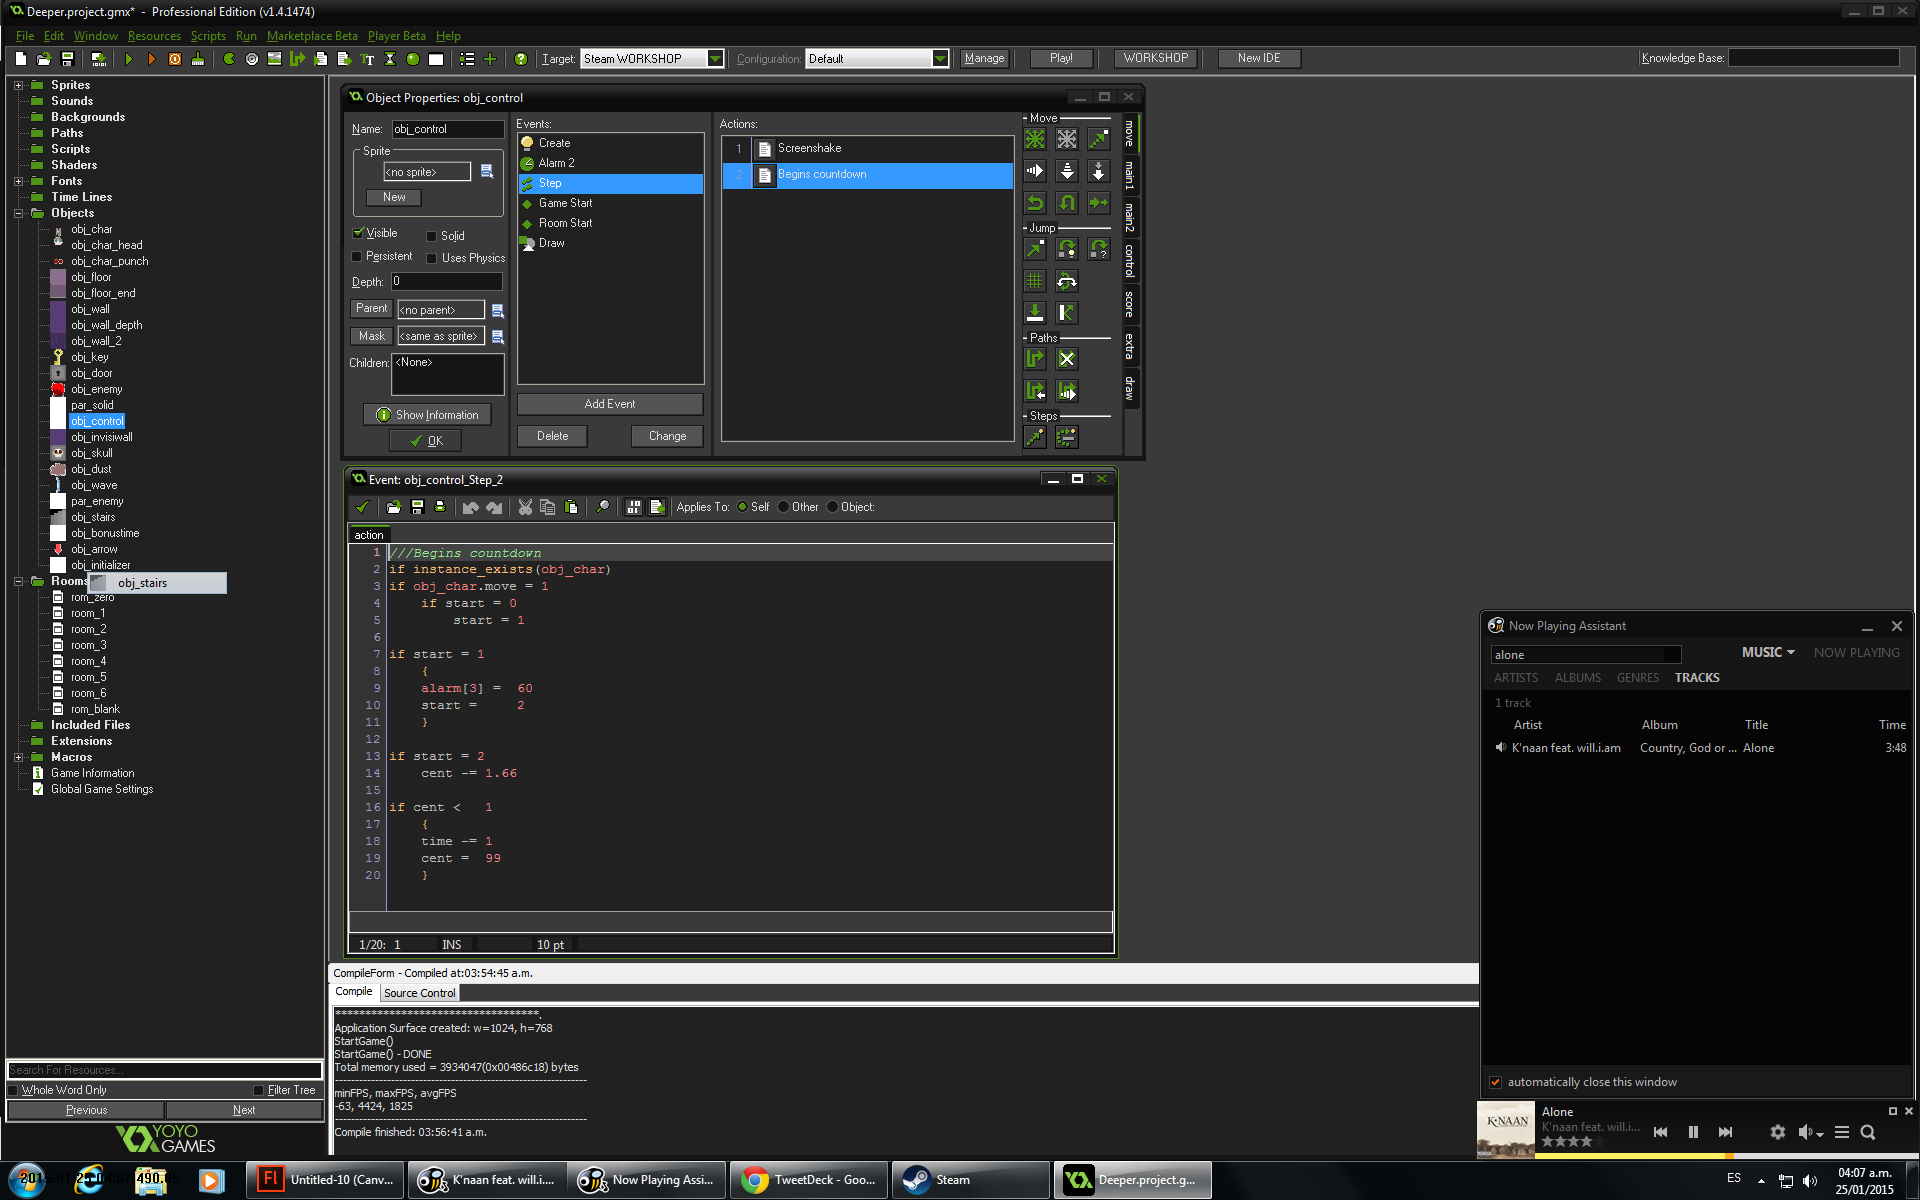 Deeper.project.gmx* - Professional Edition (v1.4.1474)
File Edit Window Resources Scripts Run Marketplace Beta Player Beta Help
Target: Steam WORKSHOP Configuration: Default Manage Play! WORKSHOP New IDE Knowledge Base:
Sprites
Sounds
Backgrounds
Paths
Scripts
Shaders
Fonts
Time Lines
Objects
obj_char
obj_char_head
obj_char_punch
obj_floor
obj_floor_end
obj_wall
obj_wall_depth
obj_wall_2
obj_key
obj_door
obj_enemy
par_solid
obj_control
obj_invisiwall
obj_skull
obj_dust
obj_wave
par_enemy
obj_stairs
obj_bonustime
obj_arrow
obj_initializer
Rooms
obj_stairs
rom_zero
room_1
room_2
room_3
room_4
room_5
room_6
rom_blank
Included Files
Extensions
Macros
Game Information
Global Game Settings
Search For Resources...
Whole Word Only Filter Tree
Previous Next
YOYO
GAMES
Object Properties: obj_control
Name: obj_control
Sprite
<no sprite>
New
Visible Solid
Persistent Uses Physics
Depth: 0
Parent <no parent>
Mask <same as sprite>
Children: <None>
Show Information
OK
Events:
Create
Alarm 2
Step
Game Start
Room Start
Draw
Add Event
Delete Change
Actions:
1 Screenshake
2 Begins countdown
Move
Jump
Paths
Steps
move
main1
main2
control
score
extra
draw
Event: obj_control_Step_2
Applies To: Self Other Object:
action
1 ///Begins countdown
2 if instance_exists(obj_char)
3 if obj_char.move = 1
4 if start = 0
5 start = 1
6
7 if start = 1
8 {
9 alarm[3] = 60
10 start = 2
11 }
12
13 if start = 2
14 cent -= 1.66
15
16 if cent < 1
17 {
18 time -= 1
19 cent = 99
20 }
1/20: 1 INS 10 pt
CompileForm - Compiled at:03:54:45 a.m.
Compile Source Control
***********************************.
Application Surface created: w=1024, h=768
StartGame()
StartGame() - DONE
Total memory used = 3934047(0x00486c18) bytes
minFPS, maxFPS, avgFPS
-63, 4424, 1825
Compile finished: 03:56:41 a.m.
Now Playing Assistant
alone MUSIC NOW PLAYING
ARTISTS ALBUMS GENRES TRACKS
1 track
Artist Album Title Time
K'naan feat. will.i.am Country, God or ... Alone 3:48
automatically close this window
K'NAAN
Alone
K'naan feat. will.i...
2015-01-25 04:07 490.05
Untitled-10 (Canv...
K'naan feat. will.i....
Now Playing Assi...
TweetDeck - Goo...
Steam
Deeper.project.g...
ES
04:07 a.m.
25/01/2015